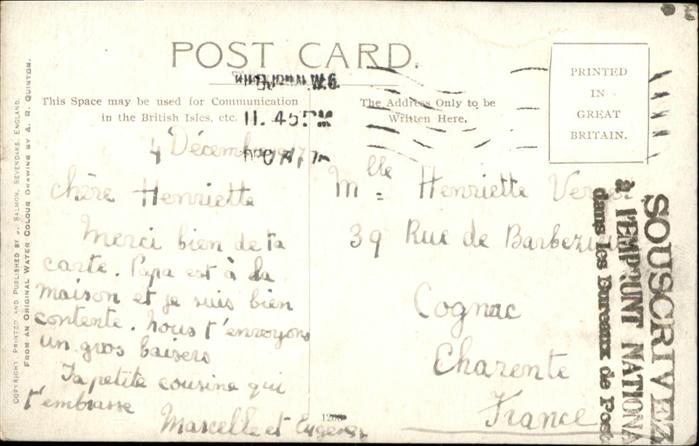 POST CARD.
W.C.
11.45 PM
This Space may be used for Communication
in the British Isles, etc.
The Address Only to be
Written Here.
PRINTED
IN
GREAT
BRITAIN.
4 Décembre
chère Henriette
Merci bien de ta
carte. Papa est à la
maison et je suis bien
contente. nous t'envoyons
un gros baisers
Ta petite cousine qui
t'embrasse
Marcelle et
Mlle Henriette
39 Rue de
Cognac
Charente
France
SOUSCRIVEZ
à l'EMPRUNT NATIONA
dans les Bureaux de Post
COPYRIGHT. PRINTED AND PUBLISHED BY J. SALMON, SEVENOAKS, ENGLAND.
FROM AN ORIGINAL WATER COLOUR DRAWING BY A. R. QUINTON.